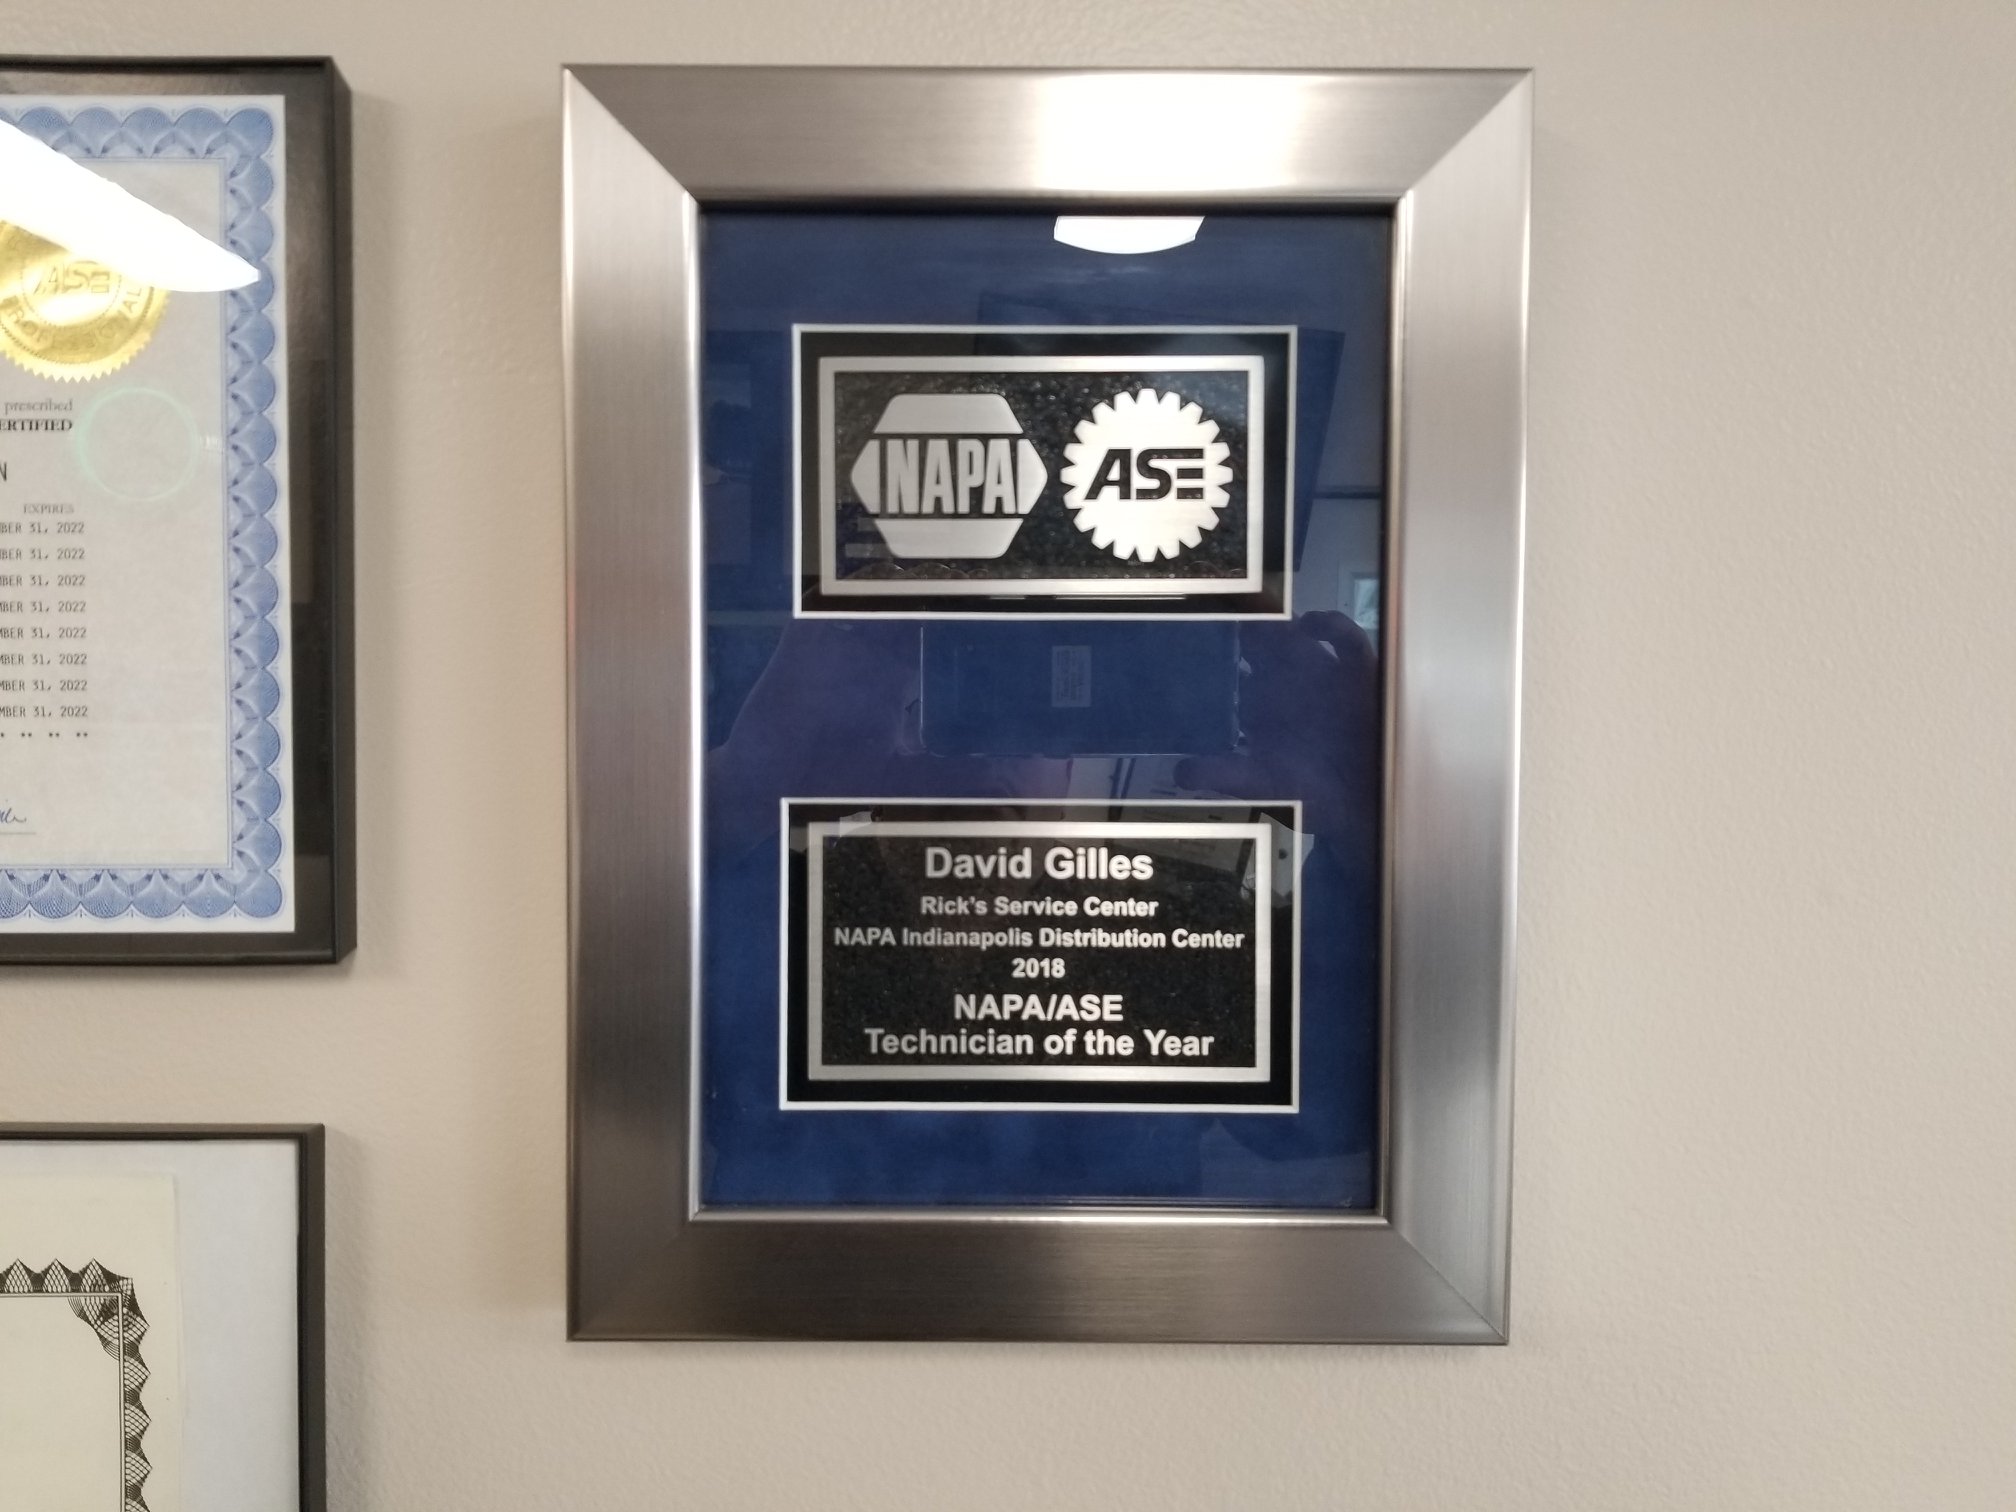 ASE
prescribed
CERTIFIED
N
EXPIRES
BER 31, 2022
BER 31, 2022
BER 31, 2022
MBER 31, 2022
MBER 31, 2022
MBER 31, 2022
MBER 31, 2022
MBER 31, 2022
NAPA ASE
David Gilles
Rick's Service Center
NAPA Indianapolis Distribution Center
2018
NAPA/ASE
Technician of the Year